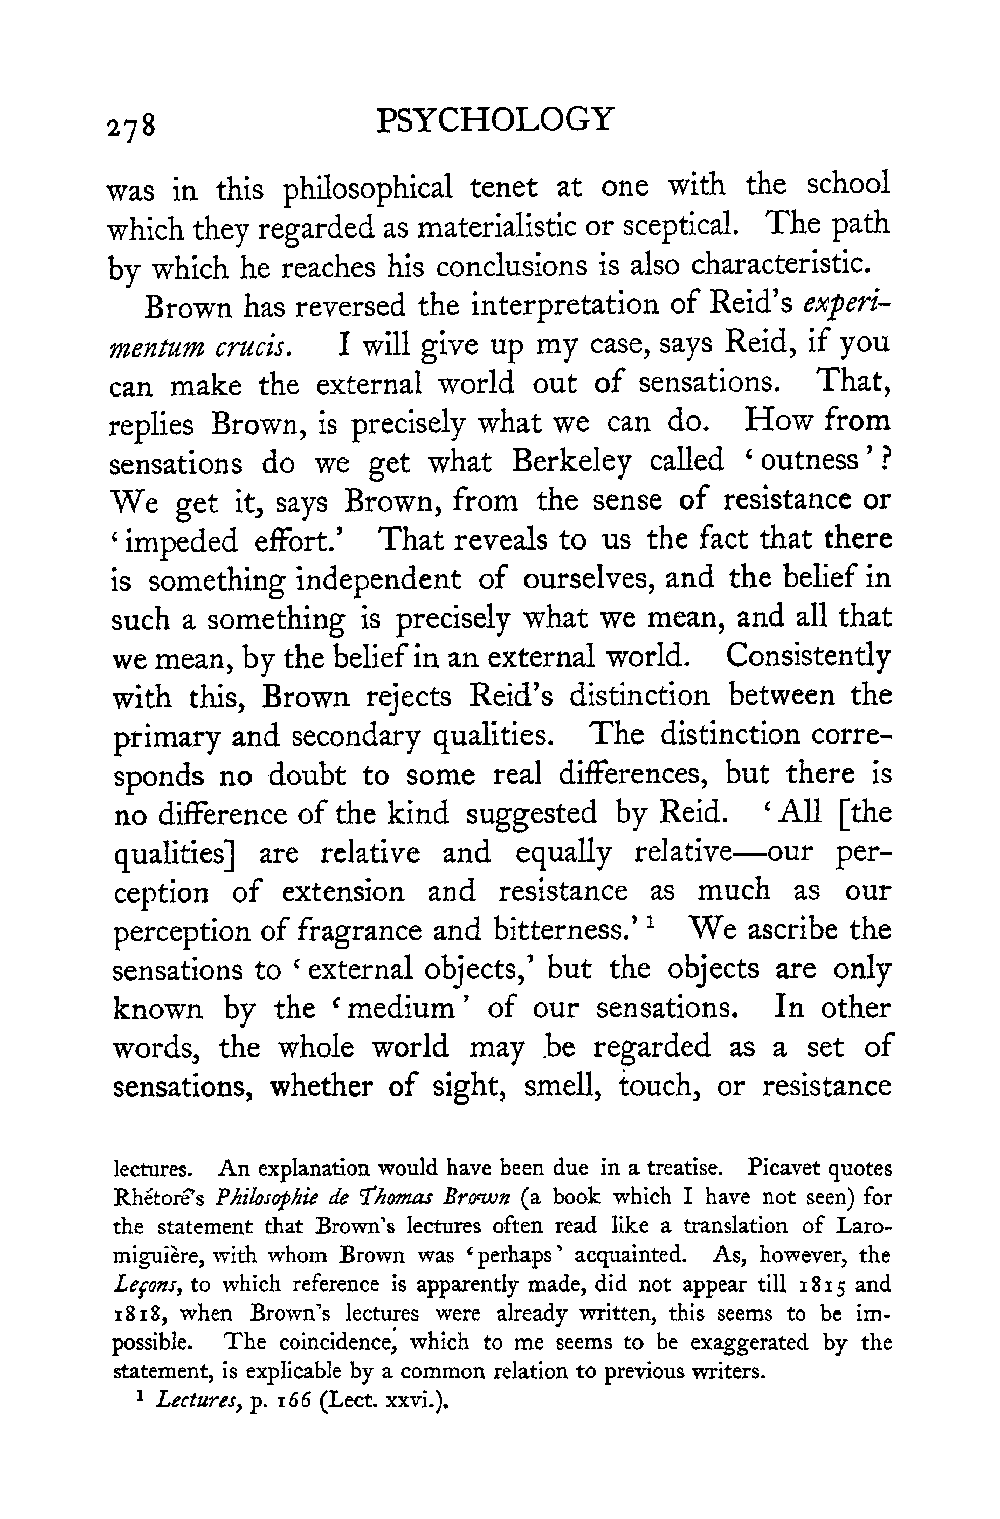 278 PSYCHOLOGY
was in this philosophical tenet at one with the school
which they regarded as materialistic or sceptical. The path
by which he reaches his conclusions is also characteristic.
Brown has reversed the interpretation of Reid's experi-
mentum crucis. I will give up my case, says Reid, if you
can make the external world out of sensations. That,
replies Brown, is precisely what we can do. How from
sensations do we get what Berkeley called ‘outness’?
We get it, says Brown, from the sense of resistance or
‘impeded effort.’ That reveals to us the fact that there
is something independent of ourselves, and the belief in
such a something is precisely what we mean, and all that
we mean, by the belief in an external world. Consistently
with this, Brown rejects Reid's distinction between the
primary and secondary qualities. The distinction corre-
sponds no doubt to some real differences, but there is
no difference of the kind suggested by Reid. ‘All [the
qualities] are relative and equally relative—our per-
ception of extension and resistance as much as our
perception of fragrance and bitterness.’ 1 We ascribe the
sensations to ‘external objects,’ but the objects are only
known by the ‘medium’ of our sensations. In other
words, the whole world may be regarded as a set of
sensations, whether of sight, smell, touch, or resistance
lectures. An explanation would have been due in a treatise. Picavet quotes
Rhétoré's Philosophie de Thomas Brown (a book which I have not seen) for
the statement that Brown's lectures often read like a translation of Laro-
miguière, with whom Brown was ‘perhaps’ acquainted. As, however, the
Leçons, to which reference is apparently made, did not appear till 1815 and
1818, when Brown's lectures were already written, this seems to be im-
possible. The coincidence, which to me seems to be exaggerated by the
statement, is explicable by a common relation to previous writers.
1 Lectures, p. 166 (Lect. xxvi.).